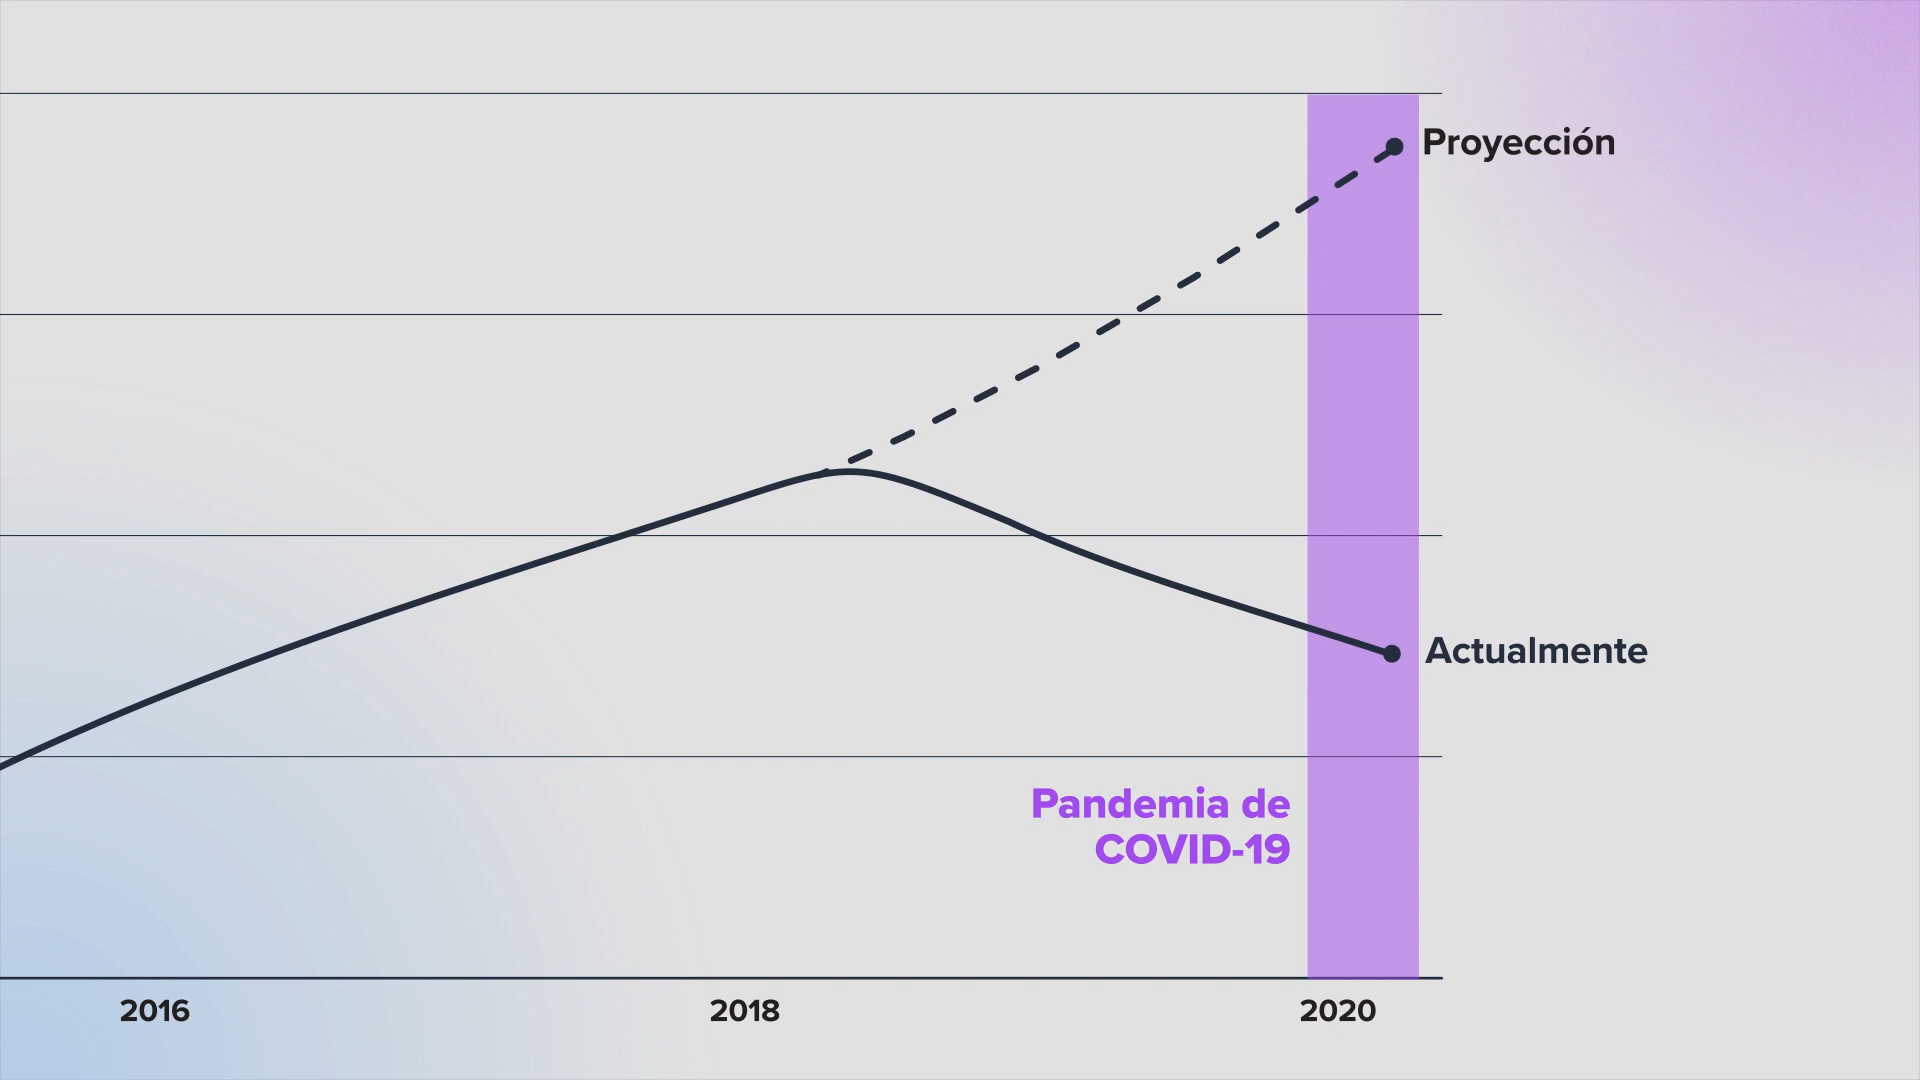 Proyección
Actualmente
Pandemia de
COVID-19
2016
2018
2020